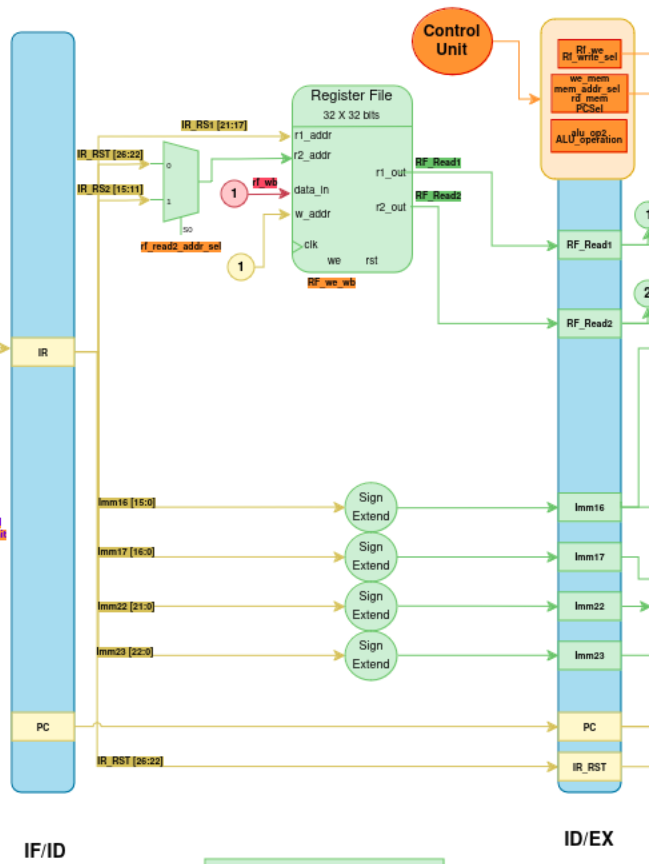 Control
Unit
Rf_we
Rf_write_sel
we_mem
mem_addr_sel
rd_mem
PCSel
alu_op2
ALU_operation
Register File
32 X 32 bits
IR_RS1 [21:17]
r1_addr
IR_RST [26:22]
0
r2_addr
r1_out
RF_Read1
IR_RS2 [15:11]
1
1
rf_wb
data_in
RF_Read2
r2_out
w_addr
1
S0
rf_read2_addr_sel
clk
we
rst
1
RF_we_wb
RF_Read1
2
RF_Read2
IR
Imm16 [15:0]
Sign
Extend
Imm16
it
Imm17 [16:0]
Sign
Extend
Imm17
Imm22 [21:0]
Sign
Extend
Imm22
Imm23 [22:0]
Sign
Extend
Imm23
PC
PC
IR_RST [26:22]
IR_RST
IF/ID
ID/EX